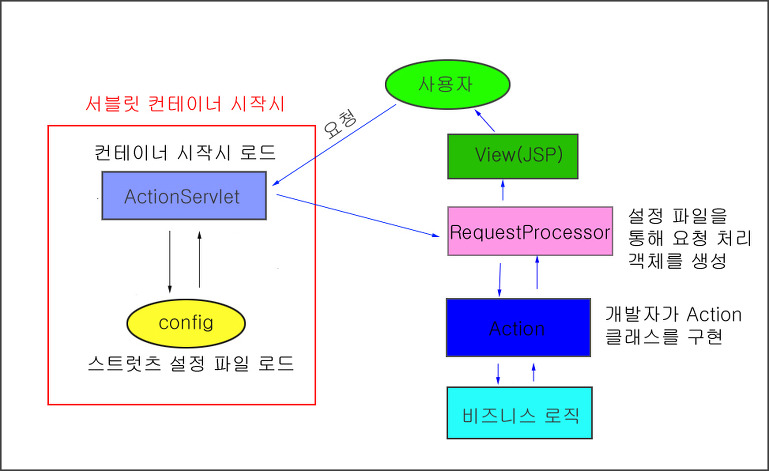 사용자
서블릿 컨테이너 시작시
요청
컨테이너 시작시 로드
View(JSP)
ActionServlet
RequestProcessor
설정 파일을
통해 요청 처리
객체를 생성
config
Action
개발자가 Action
클래스를 구현
스트럿츠 설정 파일 로드
비즈니스 로직